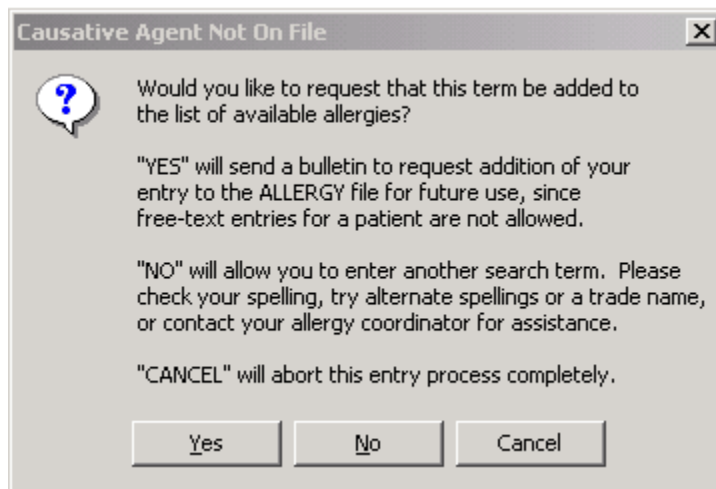 Causative Agent Not On File
Would you like to request that this term be added to
the list of available allergies?
"YES" will send a bulletin to request addition of your
entry to the ALLERGY file for future use, since
free-text entries for a patient are not allowed.
"NO" will allow you to enter another search term.  Please
check your spelling, try alternate spellings or a trade name,
or contact your allergy coordinator for assistance.
"CANCEL" will abort this entry process completely.
Yes No Cancel